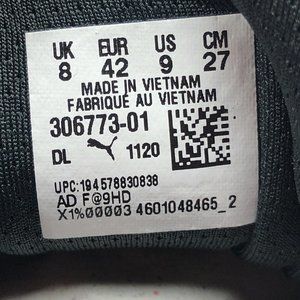 UK EUR US CM
8 42 9 27
MADE IN VIETNAM
FABRIQUÉ AU VIETNAM
306773-01
DL 1120
UPC:194578830838
AD F@9HD
X1%00003 4601048465_2